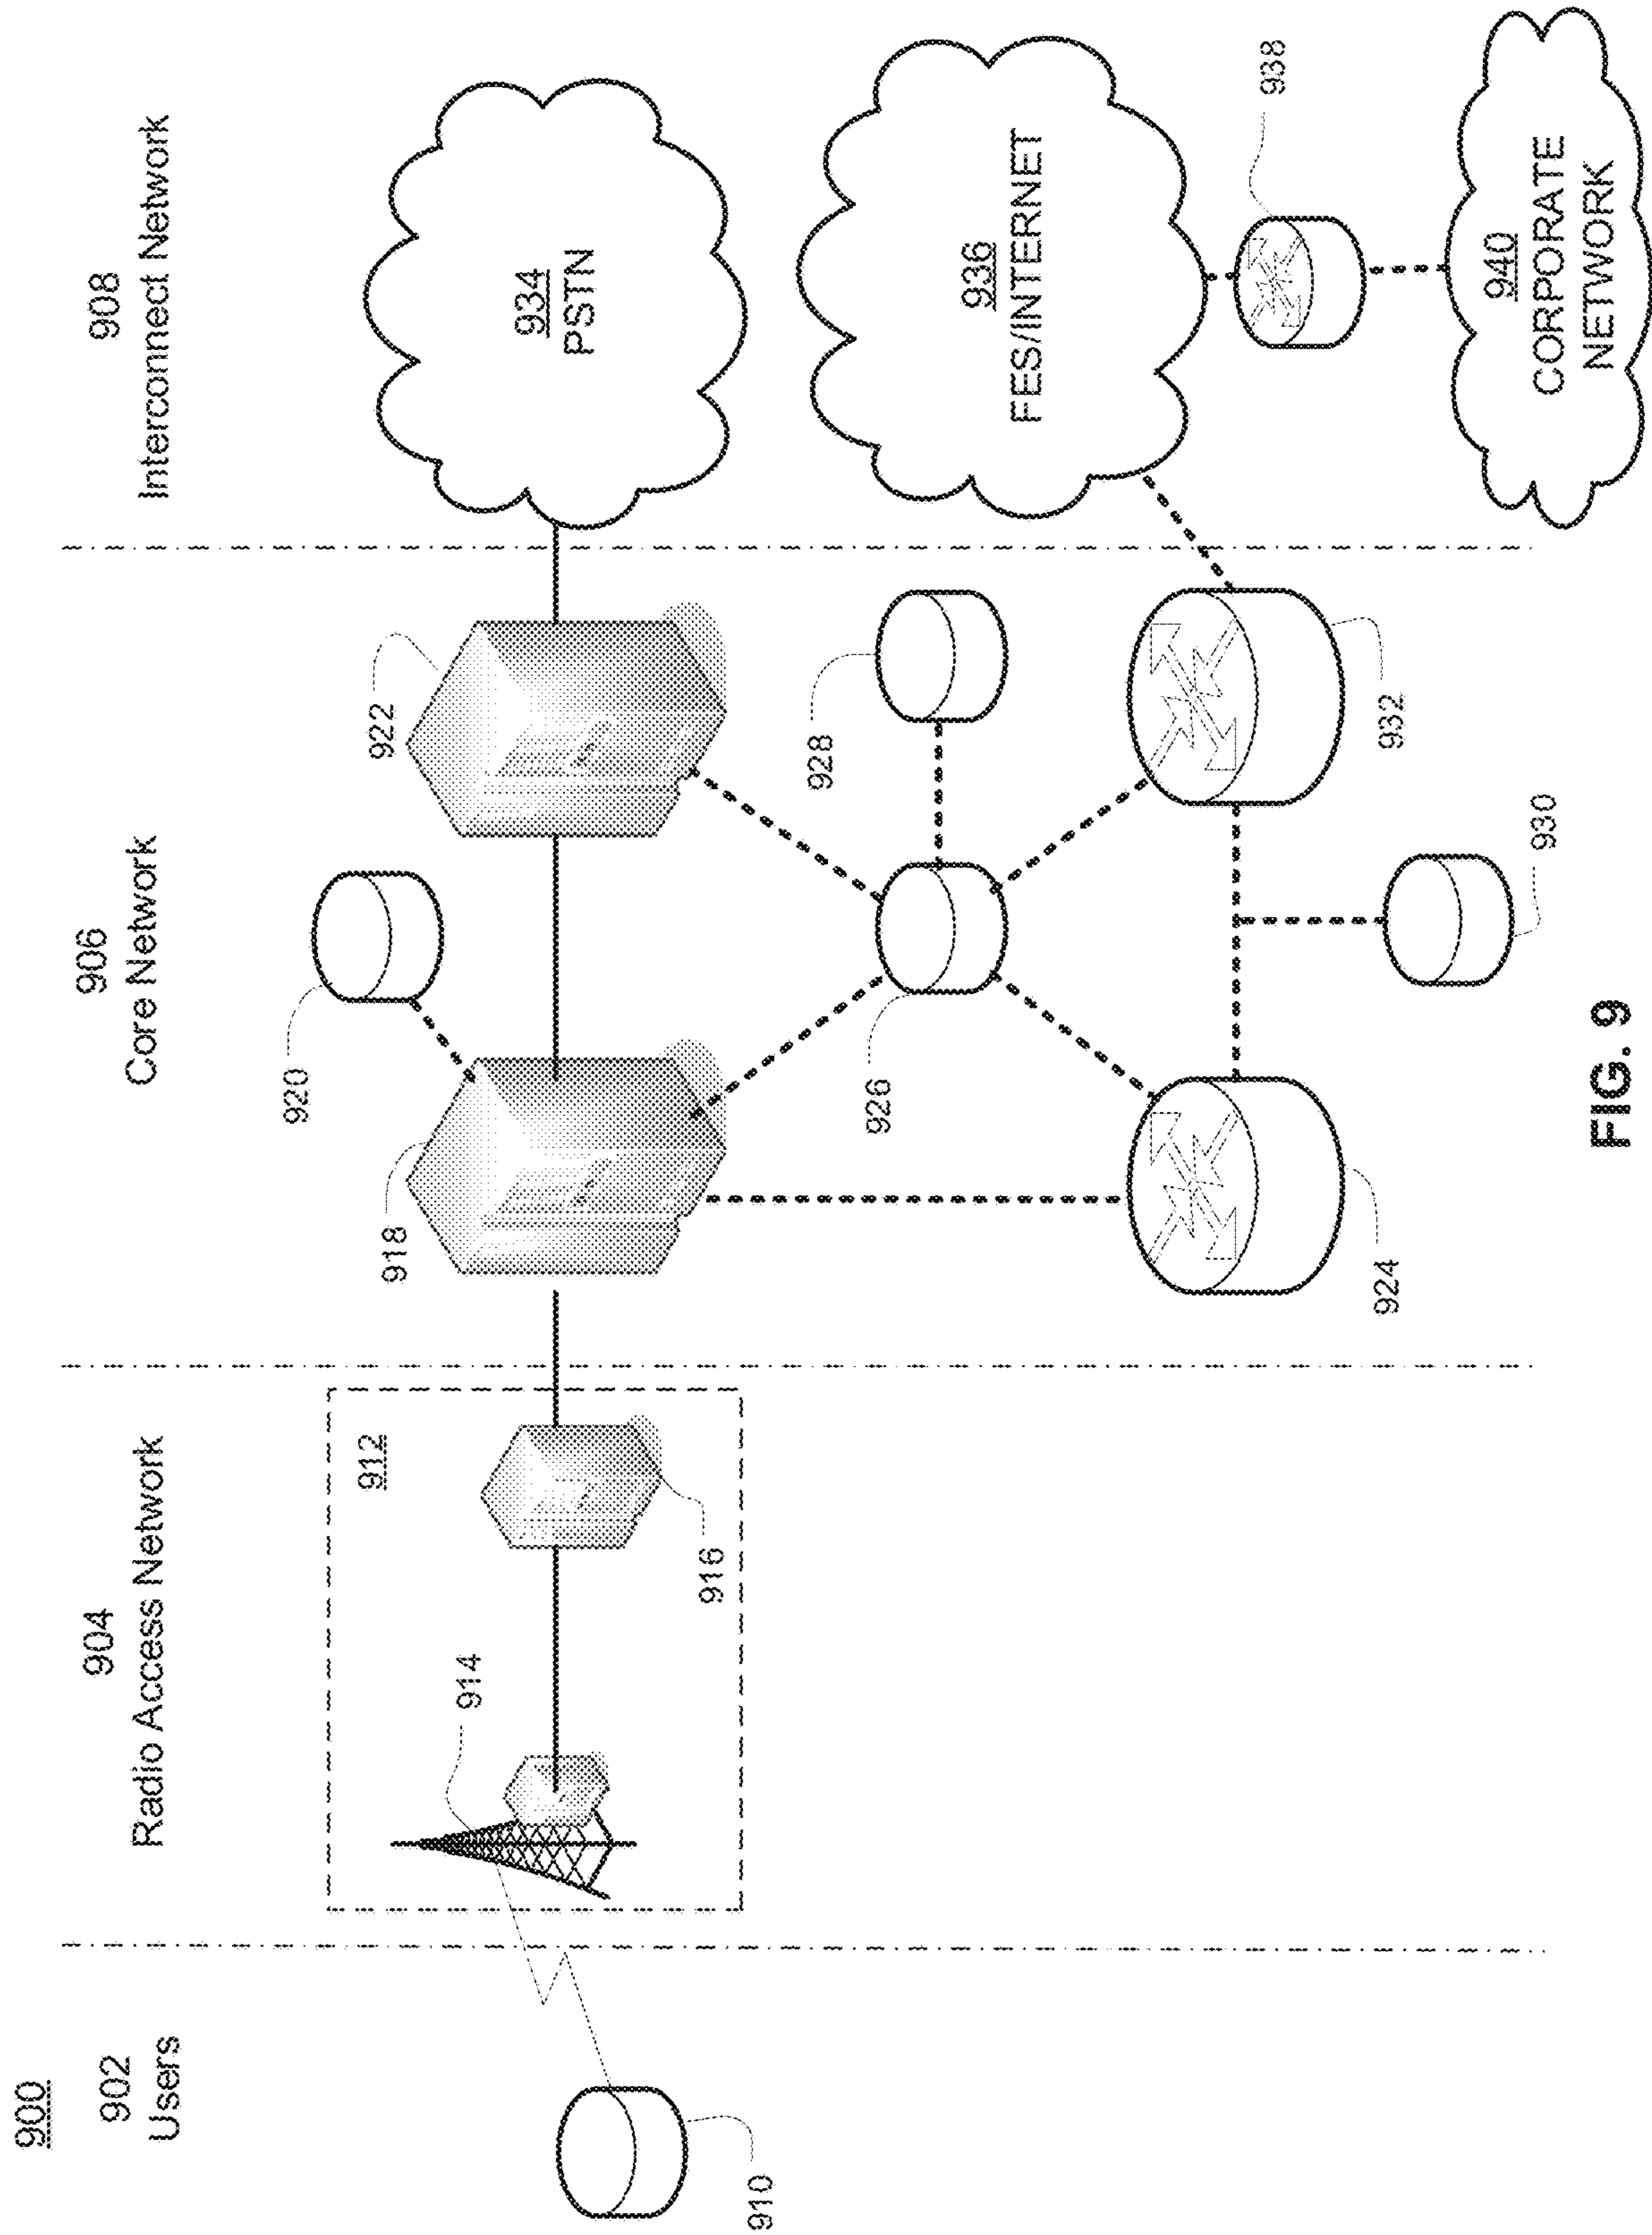 900
902
Users
904
Radio Access Network
906
Core Network
908
Interconnect Network
910
912
914
916
918
920
922
924
926
928
930
932
934
PSTN
936
FES/INTERNET
938
940
CORPORATE
NETWORK
FIG. 9